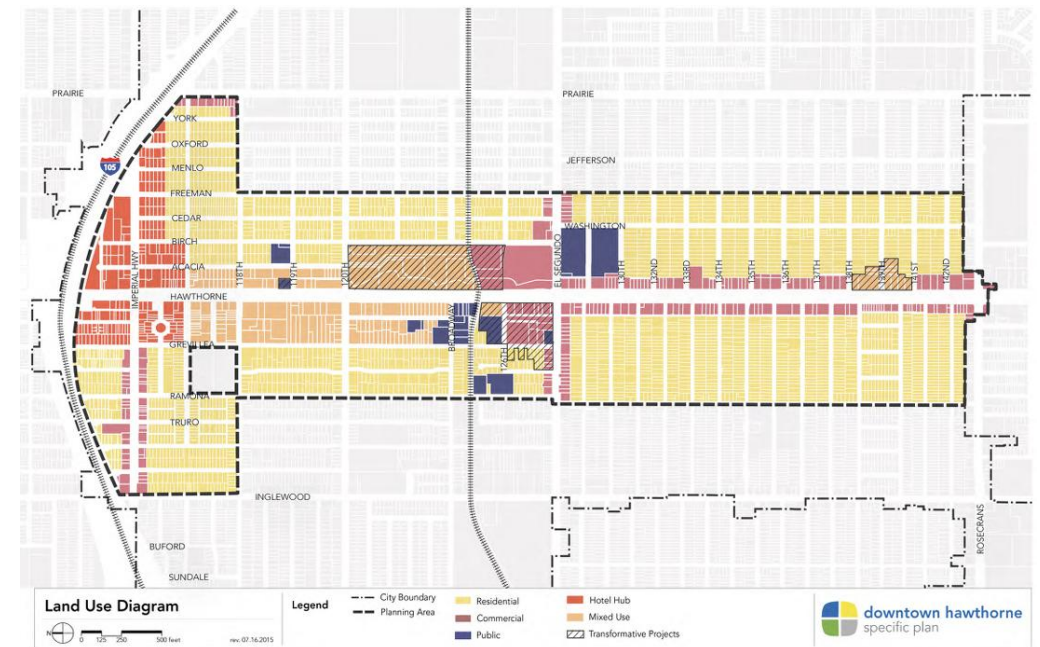 PRAIRIE
PRAIRIE
YORK
OXFORD
JEFFERSON
105
MENLO
FREEMAN
CEDAR
WASHINGTON
BIRCH
ACACIA
IMPERIAL HWY
118TH
119TH
120TH
EL SEGUNDO
130TH
132ND
133RD
134TH
135TH
136TH
137TH
138TH
139TH
141ST
142ND
HAWTHORNE
BROADWAY
GREVILLEA
126TH
RAMONA
TRURO
INGLEWOOD
ROSECRANS
BUFORD
SUNDALE
Land Use Diagram
N
0 125 250 500 feet
rev. 07.16.2015
Legend
City Boundary
Planning Area
Residential
Commercial
Public
Hotel Hub
Mixed Use
Transformative Projects
downtown hawthorne
specific plan